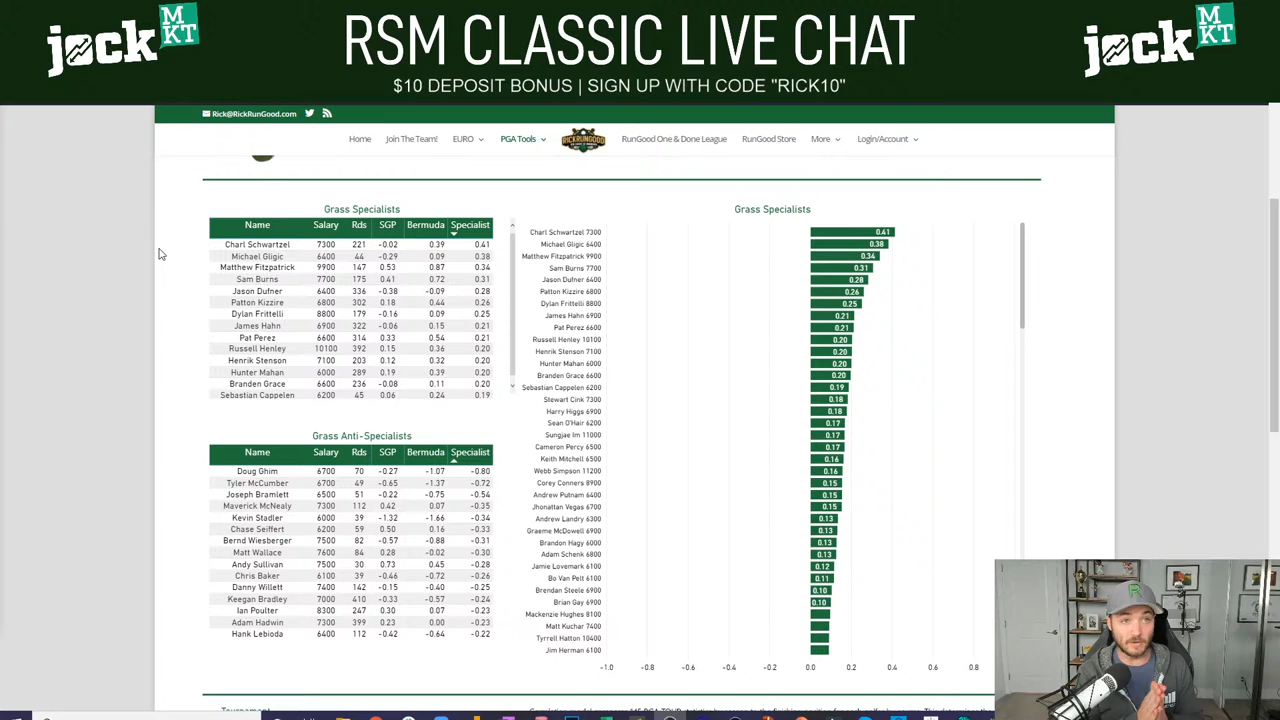 jock MKT
RSM CLASSIC LIVE CHAT
jock MKT
$10 DEPOSIT BONUS | SIGN UP WITH CODE "RICK10"
Rick@RickRunGood.com
Home Join The Team! EURO PGA Tools RICKRUNGOOD RunGood One & Done League RunGood Store More Login/Account
Grass Specialists
Name Salary Rds SGP Bermuda Specialist
Charl Schwartzel 7300 221 -0.02 0.39 0.41
Michael Gligic 6400 44 -0.29 0.09 0.38
Matthew Fitzpatrick 9900 147 0.53 0.87 0.34
Sam Burns 7700 175 0.41 0.72 0.31
Jason Dufner 6400 336 -0.38 -0.09 0.28
Patton Kizzire 6800 302 0.18 0.44 0.26
Dylan Frittelli 8800 179 -0.16 0.09 0.25
James Hahn 6900 322 -0.06 0.15 0.21
Pat Perez 6600 314 0.33 0.54 0.21
Russell Henley 10100 392 0.15 0.36 0.20
Henrik Stenson 7100 203 0.12 0.32 0.20
Hunter Mahan 6000 289 0.19 0.39 0.20
Branden Grace 6600 236 -0.08 0.11 0.20
Sebastian Cappelen 6200 45 0.06 0.24 0.19
Grass Anti-Specialists
Name Salary Rds SGP Bermuda Specialist
Doug Ghim 6700 70 -0.27 -1.07 -0.80
Tyler McCumber 6700 49 -0.65 -1.37 -0.72
Joseph Bramlett 6500 51 -0.22 -0.75 -0.54
Maverick McNealy 7300 112 0.42 0.07 -0.35
Kevin Stadler 6000 39 -1.32 -1.66 -0.34
Chase Seiffert 6200 59 0.50 0.16 -0.33
Bernd Wiesberger 7500 82 -0.57 -0.88 -0.31
Matt Wallace 7600 84 0.28 -0.02 -0.30
Andy Sullivan 7500 30 0.73 0.45 -0.28
Chris Baker 6100 39 -0.46 -0.72 -0.26
Danny Willett 7400 142 -0.15 -0.40 -0.25
Keegan Bradley 7000 410 -0.33 -0.57 -0.24
Ian Poulter 8300 247 0.30 0.07 -0.23
Adam Hadwin 7300 399 0.23 0.00 -0.23
Hank Lebioda 6400 112 -0.42 -0.64 -0.22
Grass Specialists
Charl Schwartzel 7300 0.41
Michael Gligic 6400 0.38
Matthew Fitzpatrick 9900 0.34
Sam Burns 7700 0.31
Jason Dufner 6400 0.28
Patton Kizzire 6800 0.26
Dylan Frittelli 8800 0.25
James Hahn 6900 0.21
Pat Perez 6600 0.21
Russell Henley 10100 0.20
Henrik Stenson 7100 0.20
Hunter Mahan 6000 0.20
Branden Grace 6600 0.20
Sebastian Cappelen 6200 0.19
Stewart Cink 7300 0.18
Harry Higgs 6900 0.18
Sean O'Hair 6200 0.17
Sungjae Im 11000 0.17
Cameron Percy 6500 0.17
Keith Mitchell 6500 0.16
Webb Simpson 11200 0.16
Corey Conners 8900 0.15
Andrew Putnam 6400 0.15
Jhonattan Vegas 6700 0.15
Andrew Landry 6300 0.13
Graeme McDowell 6900 0.13
Brandon Hagy 6000 0.13
Adam Schenk 6800 0.13
Jamie Lovemark 6100 0.12
Bo Van Pelt 6100 0.11
Brendan Steele 6900 0.10
Brian Gay 6900 0.10
Mackenzie Hughes 8100
Matt Kuchar 7400
Tyrrell Hatton 10400
Jim Herman 6100
-1.0 -0.8 -0.6 -0.4 -0.2 0.0 0.2 0.4 0.6 0.8